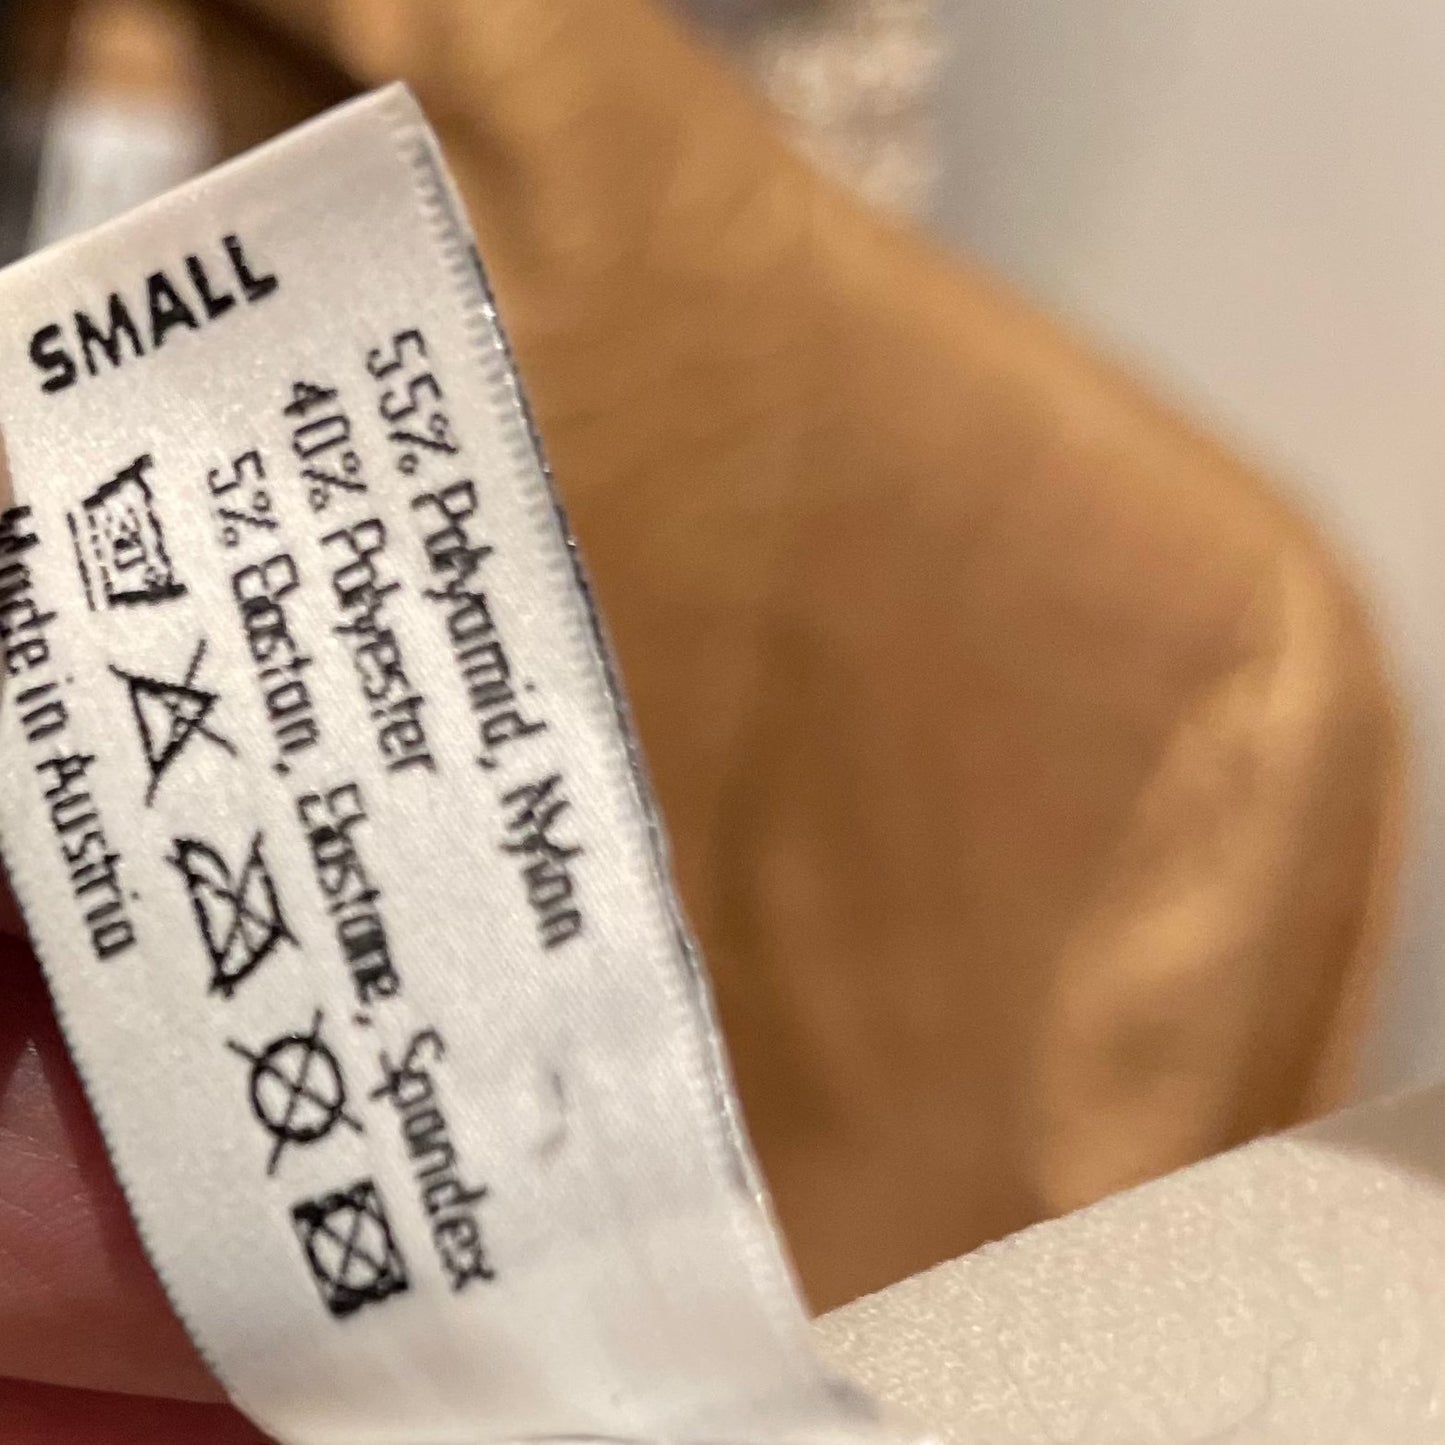 SMALL
55% Polyamid, Nylon
40% Polyester
5% Elastan, Elastane, Spandex
Made in Austria